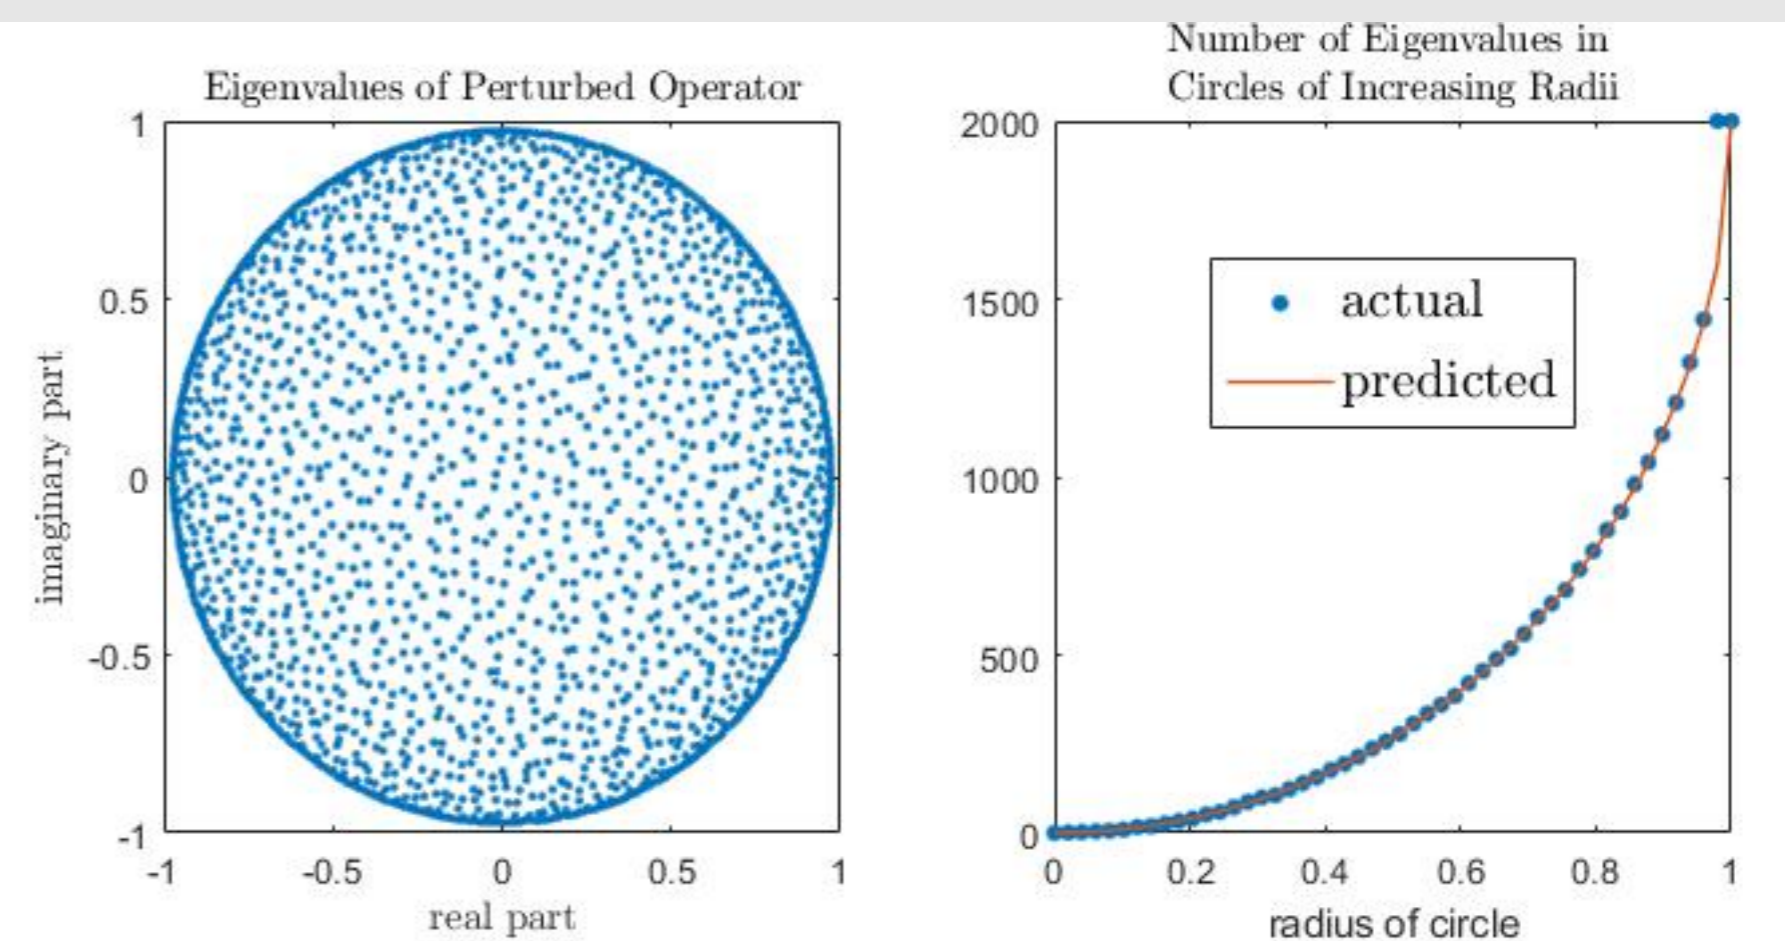 Eigenvalues of Perturbed Operator
1
0.5
0
-0.5
-1
-1
-0.5
0
0.5
1
imaginary part
real part
Number of Eigenvalues in
Circles of Increasing Radii
2000
1500
1000
500
0
0
0.2
0.4
0.6
0.8
1
actual
predicted
radius of circle